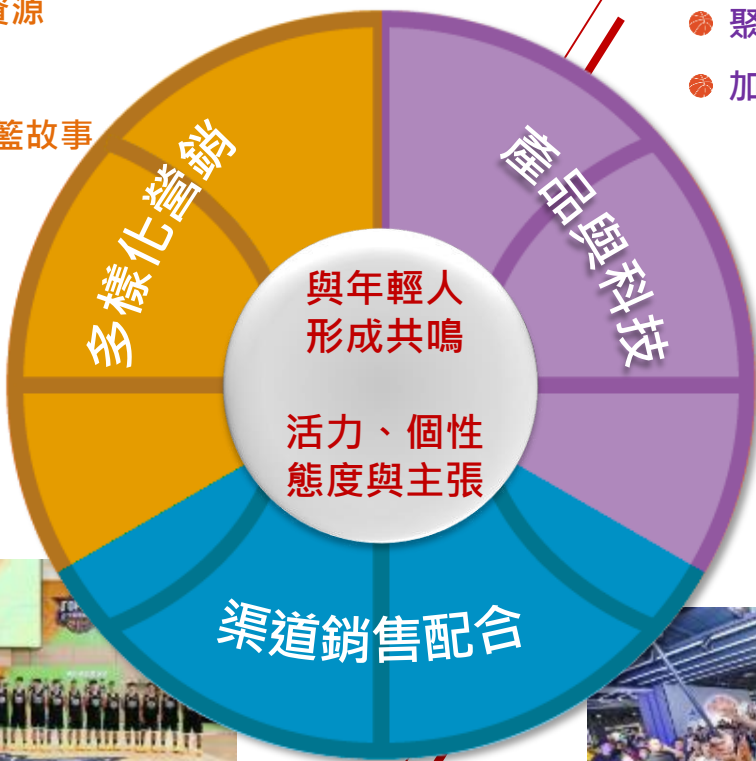 資源
籃故事
聚
加
多樣化營銷
產品與科技
與年輕人
形成共鳴
活力、個性
態度與主張
渠道銷售配合